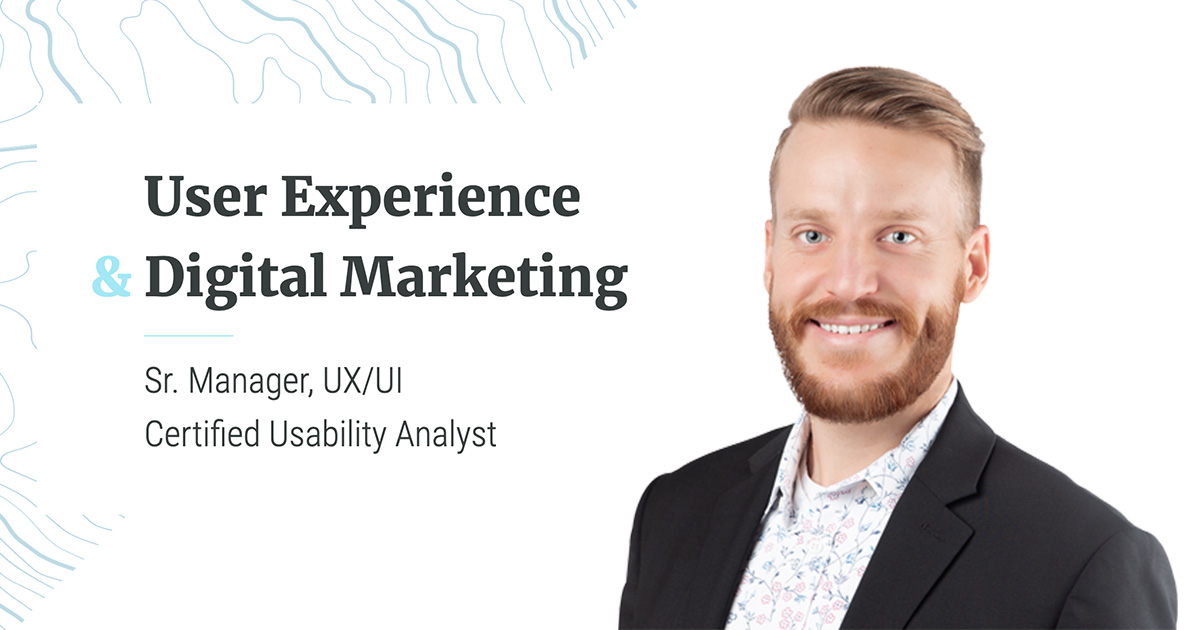 User Experience
& Digital Marketing
Sr. Manager, UX/UI
Certified Usability Analyst